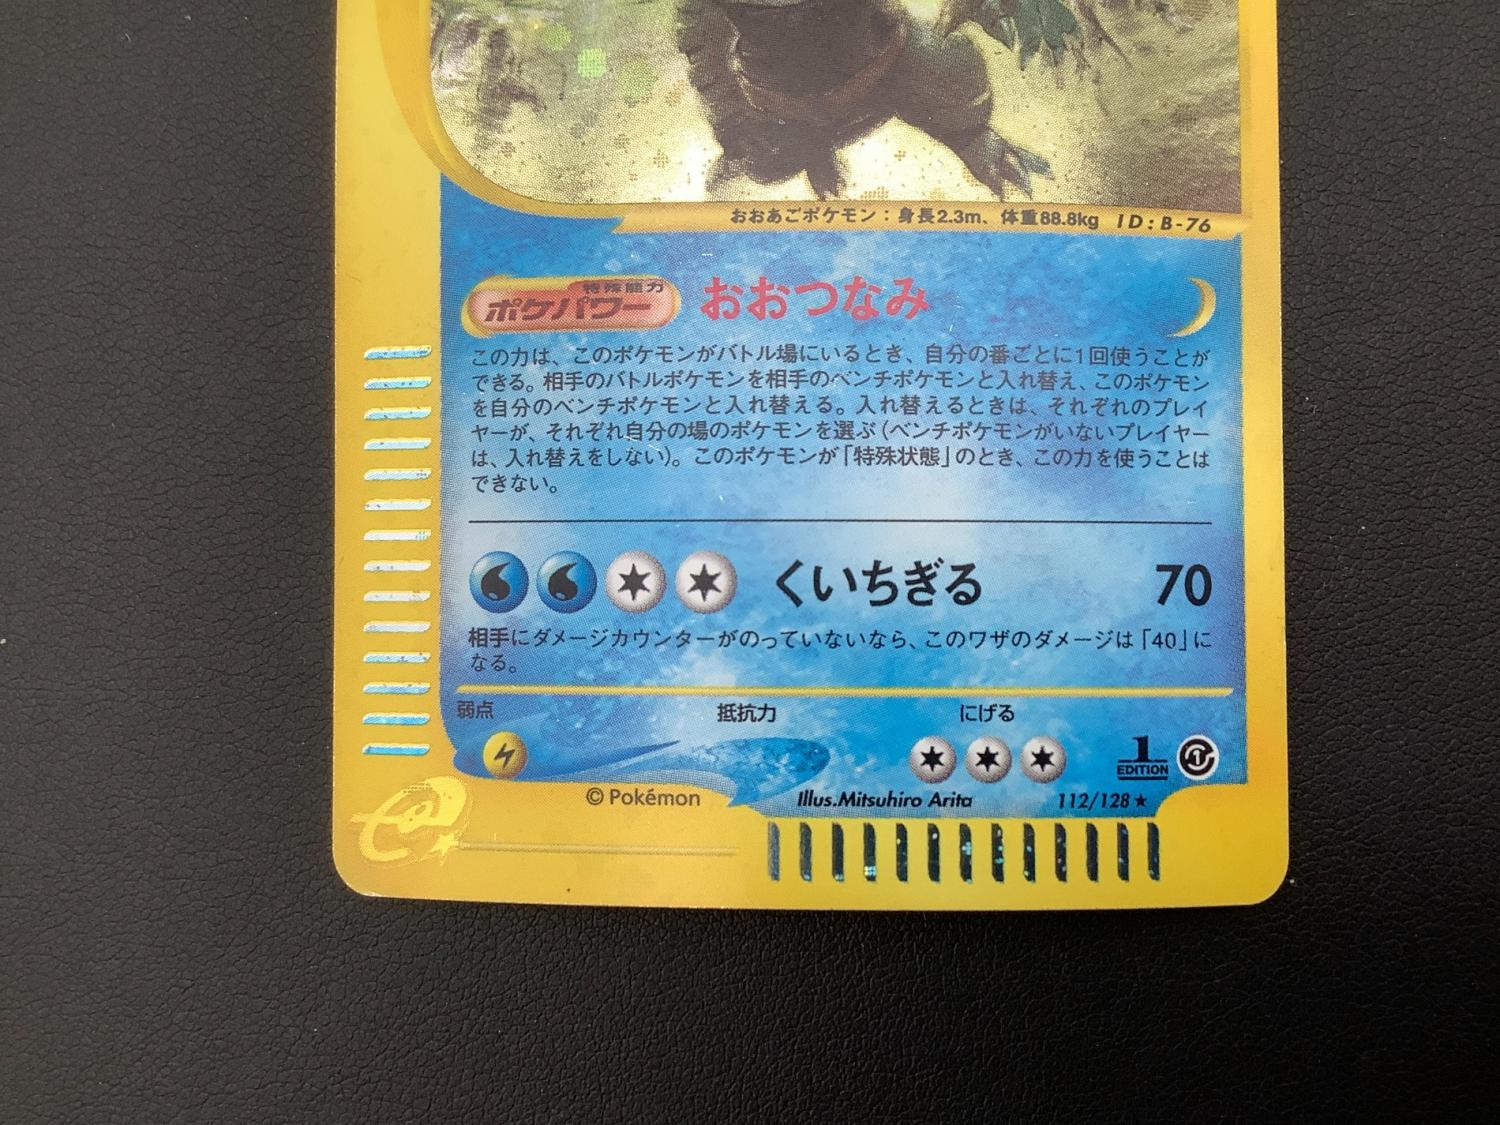 おおあごポケモン：身長2.3m、体重88.8kg ID:B-76
特殊能力
ポケパワー おおつなみ
この力は、このポケモンがバトル場にいるとき、自分の番ごとに1回使うことが
できる。相手のバトルポケモンを相手のベンチポケモンと入れ替え、このポケモン
を自分のベンチポケモンと入れ替える。入れ替えるときは、それぞれのプレイ
ヤーが、それぞれ自分の場のポケモンを選ぶ（ベンチポケモンがいないプレイヤー
は、入れ替えをしない）。このポケモンが「特殊状態」のとき、この力を使うことは
できない。
くいちぎる 70
相手にダメージカウンターがのっていないなら、このワザのダメージは「40」に
なる。
弱点 抵抗力 にげる
1
EDITION
© Pokémon Illus.Mitsuhiro Arita 112/128★